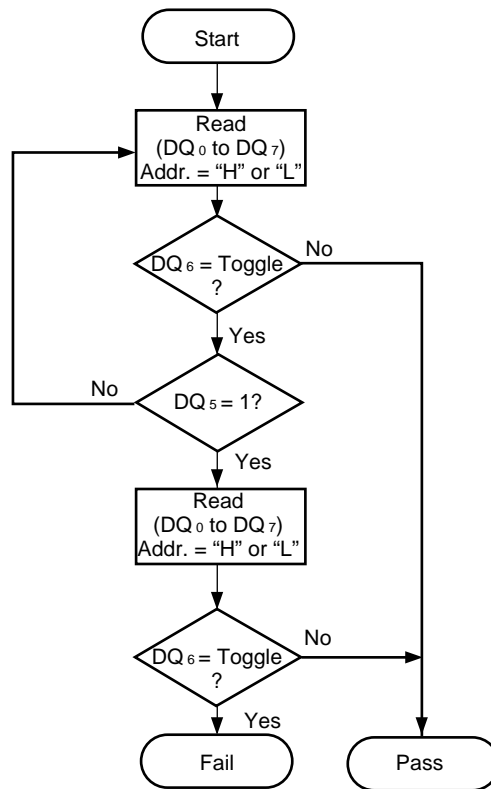 Start
Read
(DQ0 to DQ7)
Addr. = “H” or “L”
DQ6 = Toggle
?
No
Yes
DQ5 = 1?
No
Yes
Read
(DQ0 to DQ7)
Addr. = “H” or “L”
DQ6 = Toggle
?
No
Yes
Fail
Pass